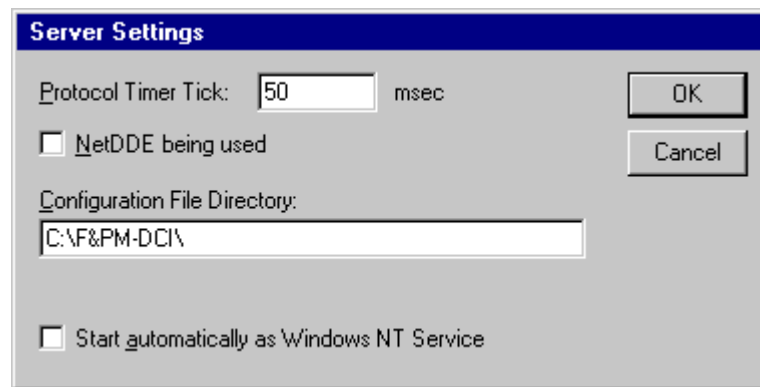 Server Settings
Protocol Timer Tick: 50 msec OK
NetDDE being used Cancel
Configuration File Directory:
C:\F&PM-DCI\
Start automatically as Windows NT Service